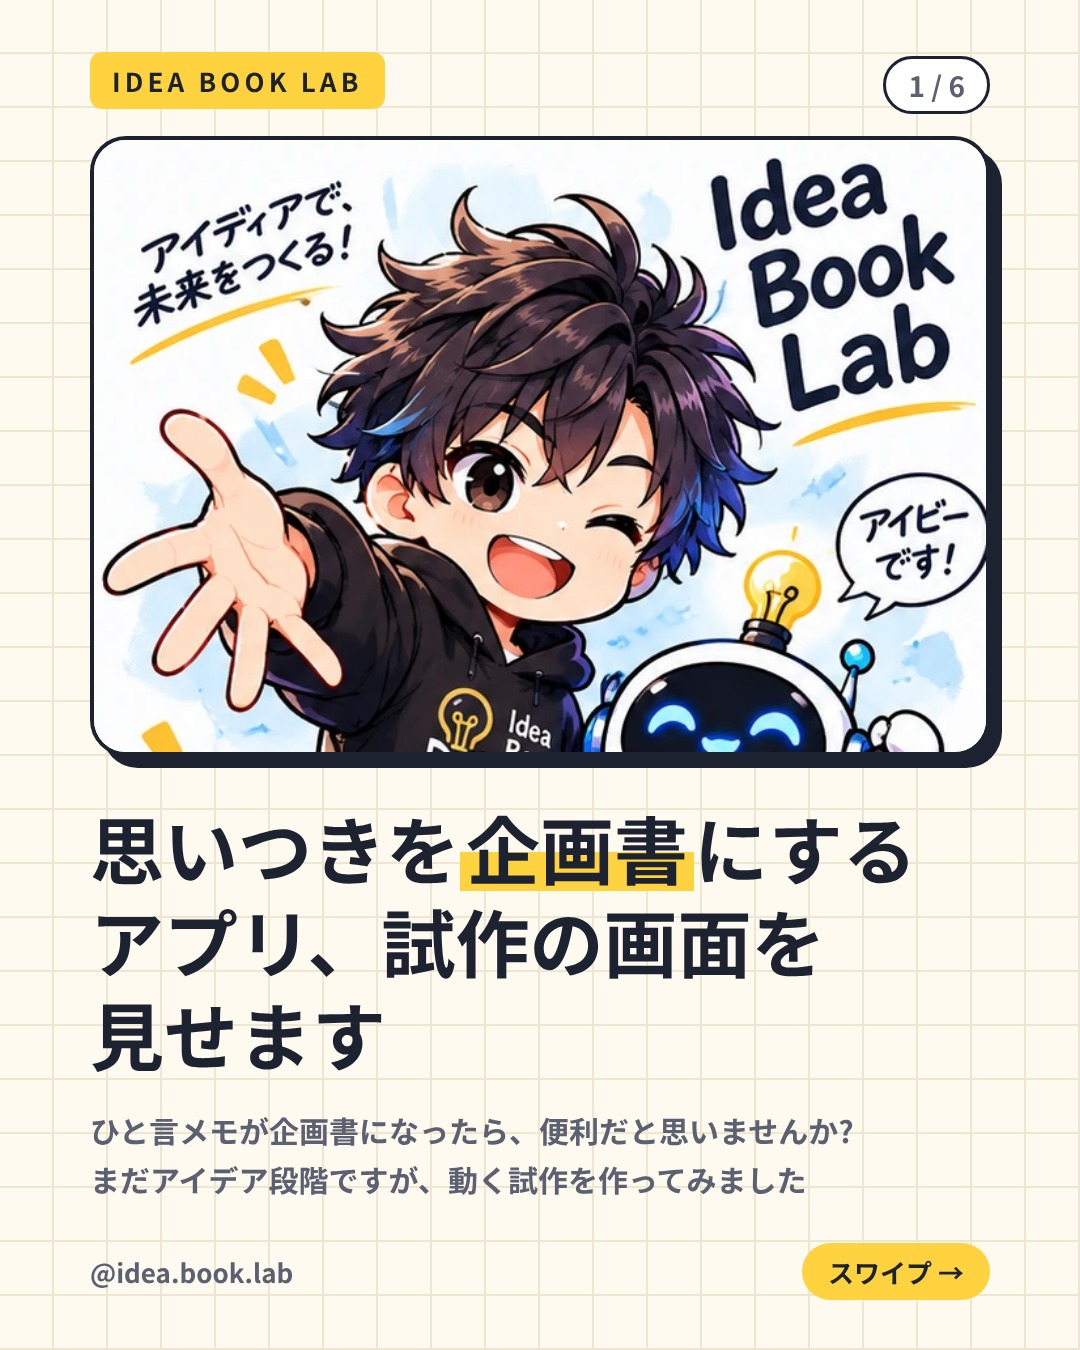 IDEA BOOK LAB
1 / 6
アイディアで、
未来をつくる!
Idea
Book
Lab
アイビー
です!
Idea
思いつきを企画書にする
アプリ、試作の画面を
見せます
ひと言メモが企画書になったら、便利だと思いませんか?
まだアイデア段階ですが、動く試作を作ってみました
@idea.book.lab
スワイプ →